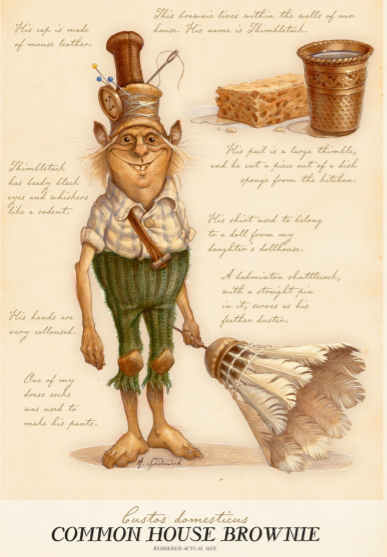 This brownie lives within the walls of our
house. His name is Thimbletack.
His cap is made
of mouse leather.
His pail is a large thimble,
and he cut a piece out of a dish
sponge from the kitchen.
Thimbletack
has beady black
eyes and whiskers
like a rodent.
His shirt used to belong
to a doll from my
daughter's dollhouse.
A badminton shuttlecock,
with a straight pin
in it, serves as his
feather duster.
His hands are
very calloused.
One of my
dress socks
was used to
make his pants.
Custos domesticus
COMMON HOUSE BROWNIE
RENDERED ACTUAL SIZE